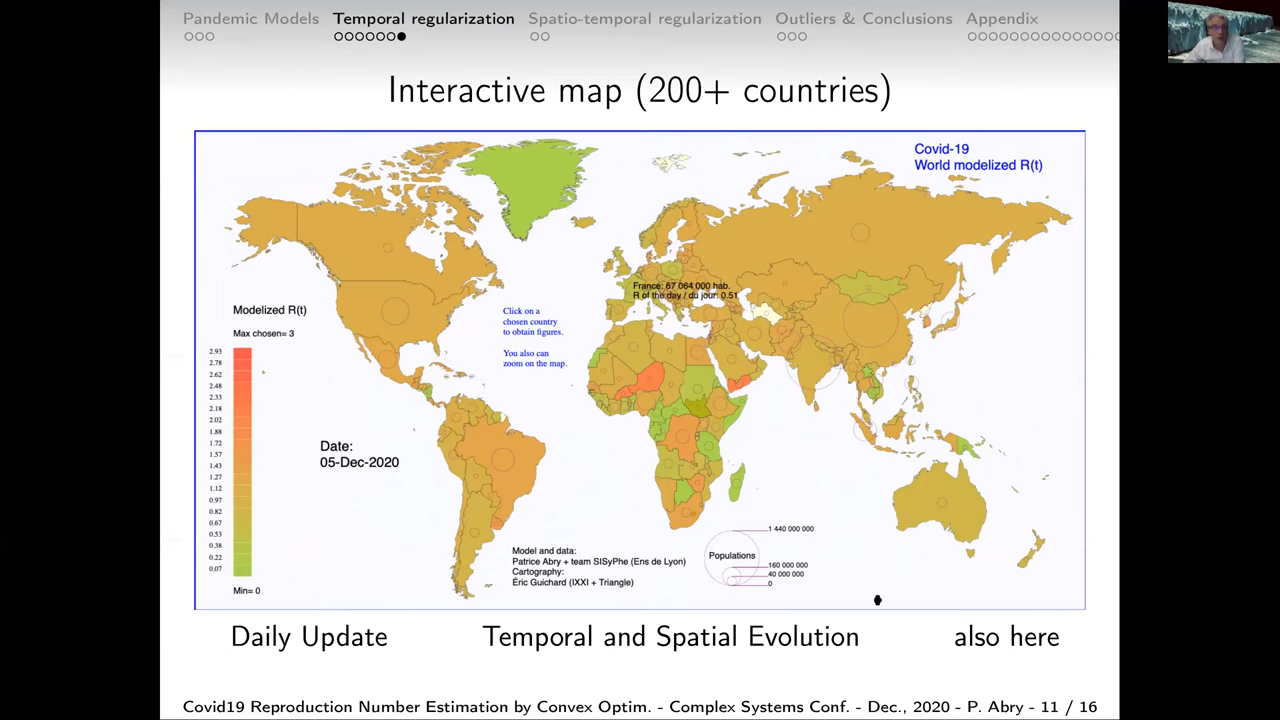 Pandemic Models Temporal regularization Spatio-temporal regularization Outliers & Conclusions Appendix
Interactive map (200+ countries)
Covid-19
World modelized R(t)
France: 67 064 000 hab.
R of the day / du jour: 0.51
Modelized R(t)
Max chosen= 3
2.93
2.78
2.62
2.48
2.33
2.18
2.02
1.88
1.72
1.57
1.43
1.27
1.12
0.97
0.82
0.67
0.53
0.38
0.22
0.07
Min= 0
Click on a
chosen country
to obtain figures.
You also can
zoom on the map.
Date:
05-Dec-2020
Model and data:
Patrice Abry + team SISyPhe (Ens de Lyon)
Cartography:
Éric Guichard (IXXI + Triangle)
Populations
1 440 000 000
160 000 000
40 000 000
0
Daily Update Temporal and Spatial Evolution also here
Covid19 Reproduction Number Estimation by Convex Optim. - Complex Systems Conf. - Dec., 2020 - P. Abry - 11 / 16